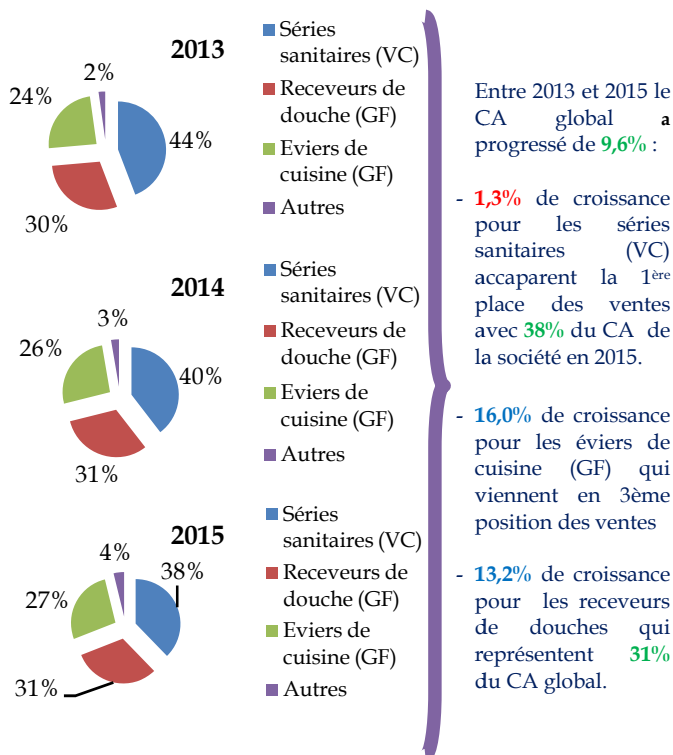 2013
2%
24%
44%
30%
Séries
sanitaires (VC)
Receveurs de
douche (GF)
Eviers de
cuisine (GF)
Autres
2014
3%
26%
40%
31%
Séries
sanitaires (VC)
Receveurs de
douche (GF)
Eviers de
cuisine (GF)
Autres
2015
4%
38%
27%
31%
Séries
sanitaires (VC)
Receveurs de
douche (GF)
Eviers de
cuisine (GF)
Autres
Entre 2013 et 2015 le
CA global a
progressé de 9,6% :
- 1,3% de croissance
pour les séries
sanitaires (VC)
accaparent la 1ère
place des ventes
avec 38% du CA de
la société en 2015.
- 16,0% de croissance
pour les éviers de
cuisine (GF) qui
viennent en 3ème
position des ventes
- 13,2% de croissance
pour les receveurs
de douches qui
représentent 31%
du CA global.